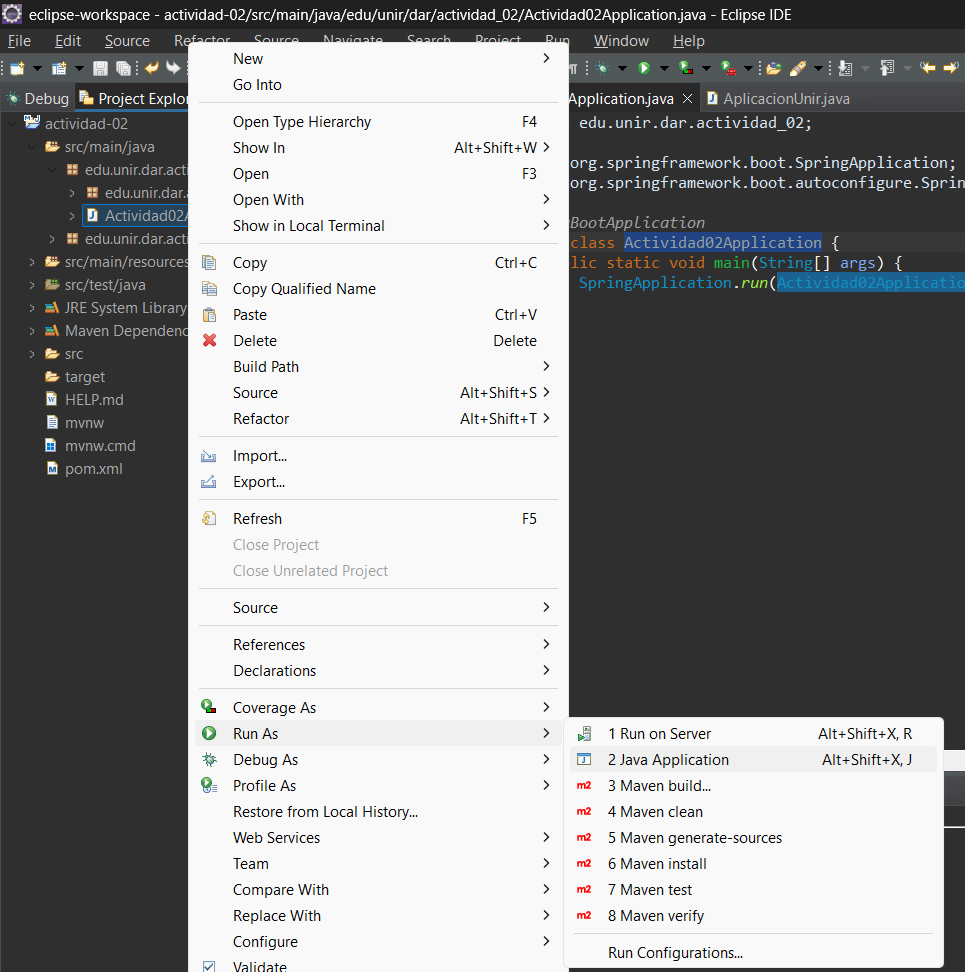 eclipse-workspace - actividad-02/src/main/java/edu/unir/dar/actividad_02/Actividad02Application.java - Eclipse IDE
File Edit Source Refactor Source Navigate Search Project Run Window Help
Debug Project Explor Application.java AplicacionUnir.java
actividad-02
src/main/java
edu.unir.dar.acti
edu.unir.dar.
Actividad02A
edu.unir.dar.acti
src/main/resources
src/test/java
JRE System Library
Maven Dependenc
src
target
HELP.md
mvnw
mvnw.cmd
pom.xml
New
Go Into
Open Type Hierarchy F4
Show In Alt+Shift+W
Open F3
Open With
Show in Local Terminal
Copy Ctrl+C
Copy Qualified Name
Paste Ctrl+V
Delete Delete
Build Path
Source Alt+Shift+S
Refactor Alt+Shift+T
Import...
Export...
Refresh F5
Close Project
Close Unrelated Project
Source
References
Declarations
Coverage As
Run As
Debug As
Profile As
Restore from Local History...
Web Services
Team
Compare With
Replace With
Configure
Validate
edu.unir.dar.actividad_02;
org.springframework.boot.SpringApplication;
org.springframework.boot.autoconfigure.Sprin
BootApplication
class Actividad02Application {
lic static void main(String[] args) {
SpringApplication.run(Actividad02Applicatio
1 Run on Server Alt+Shift+X, R
2 Java Application Alt+Shift+X, J
m2 3 Maven build...
m2 4 Maven clean
m2 5 Maven generate-sources
m2 6 Maven install
m2 7 Maven test
m2 8 Maven verify
Run Configurations...